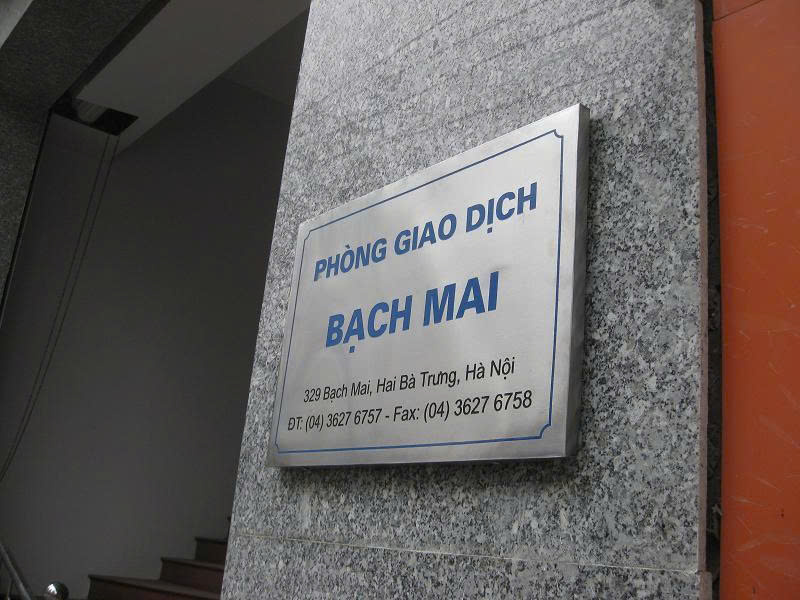 PHÒNG GIAO DỊCH
BẠCH MAI
329 Bạch Mai, Hai Bà Trưng, Hà Nội
ĐT: (04) 3627 6757 - Fax: (04) 3627 6758